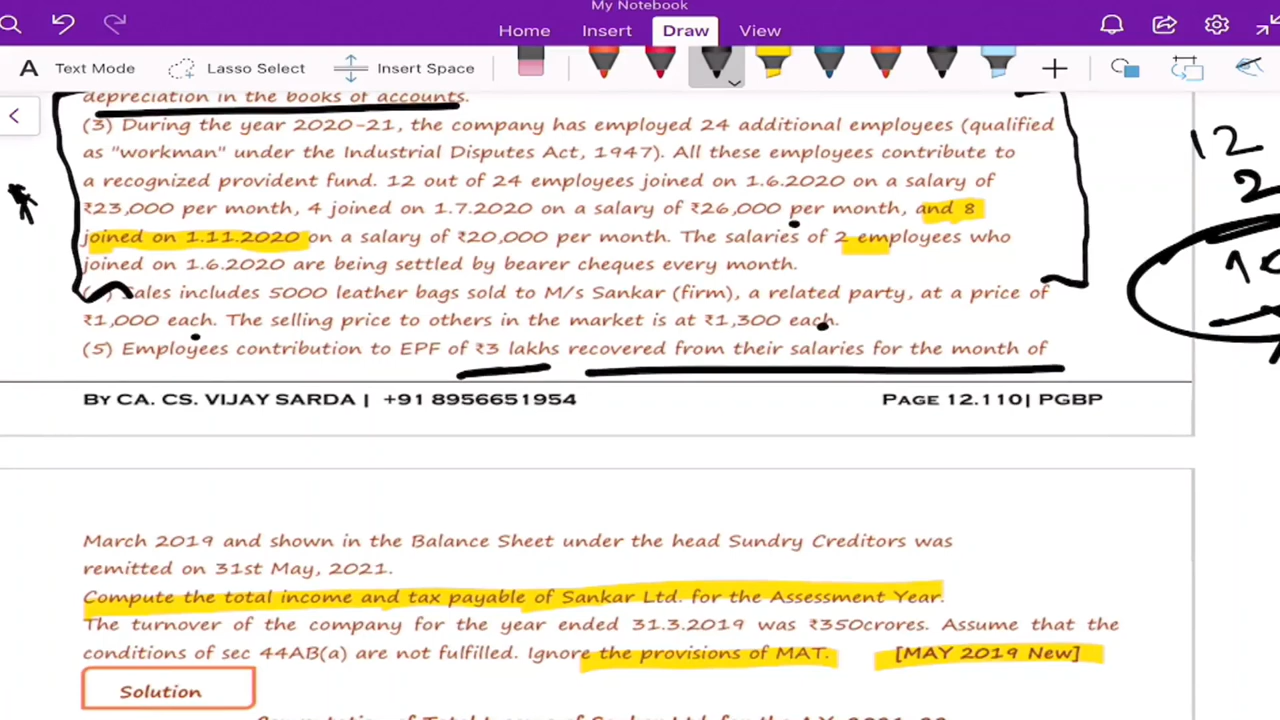 My Notebook
Home Insert Draw View
A Text Mode Lasso Select Insert Space
depreciation in the books of accounts.
(3) During the year 2020-21, the company has employed 24 additional employees (qualified
as "workman" under the Industrial Disputes Act, 1947). All these employees contribute to
a recognized provident fund. 12 out of 24 employees joined on 1.6.2020 on a salary of
₹23,000 per month, 4 joined on 1.7.2020 on a salary of ₹26,000 per month, and 8
joined on 1.11.2020 on a salary of ₹20,000 per month. The salaries of 2 employees who
joined on 1.6.2020 are being settled by bearer cheques every month.
Sales includes 5000 leather bags sold to M/s Sankar (firm), a related party, at a price of
₹1,000 each. The selling price to others in the market is at ₹1,300 each.
(5) Employees contribution to EPF of ₹3 lakhs recovered from their salaries for the month of
12
2
BY CA. CS. VIJAY SARDA | +91 8956651954 PAGE 12.110| PGBP
March 2019 and shown in the Balance Sheet under the head Sundry Creditors was
remitted on 31st May, 2021.
Compute the total income and tax payable of Sankar Ltd. for the Assessment Year.
The turnover of the company for the year ended 31.3.2019 was ₹350crores. Assume that the
conditions of sec 44AB(a) are not fulfilled. Ignore the provisions of MAT. [MAY 2019 New]
Solution